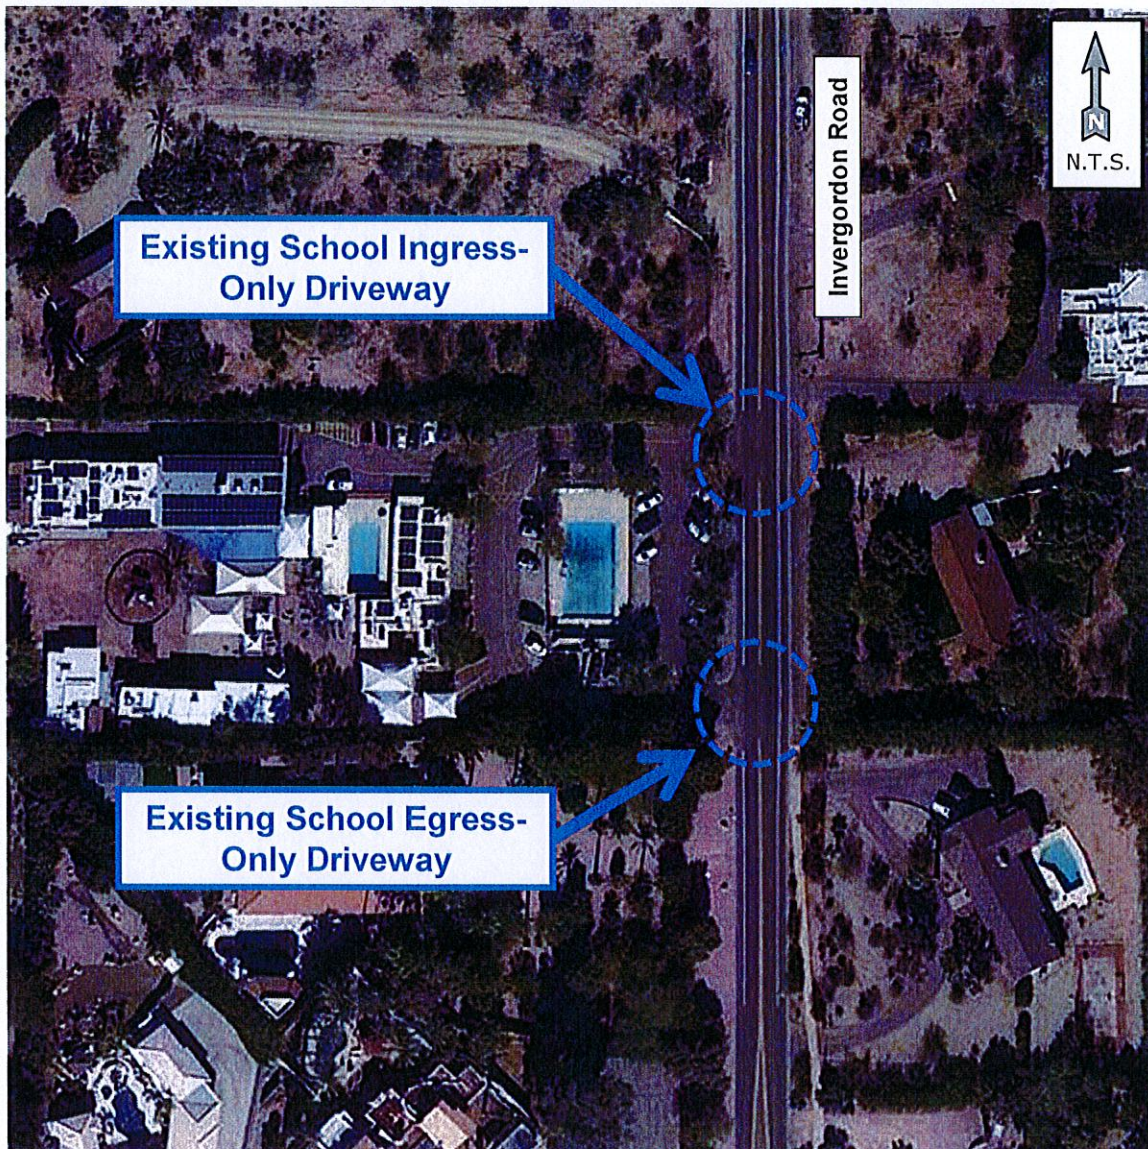 N
N.T.S.
Invergordon Road
Existing School Ingress-
Only Driveway
Existing School Egress-
Only Driveway